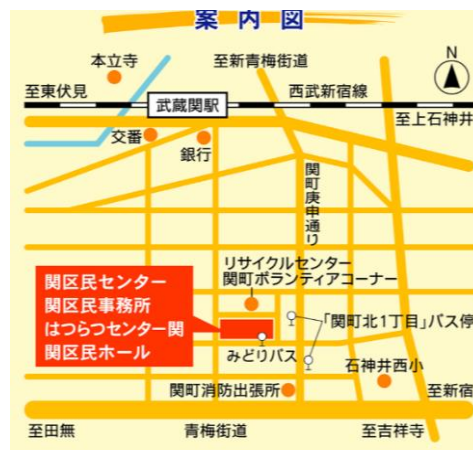 案内図
N
本立寺
至新青梅街道
至東伏見
西武新宿線
武蔵関駅
至上石神井
交番
銀行
関町庚申通り
リサイクルセンター
関町ボランティアコーナー
関区民センター
関区民事務所
はつらつセンター関
関区民ホール
「関町北1丁目」バス停
みどりバス
石神井西小
関町消防出張所
至新宿
至田無
青梅街道
至吉祥寺